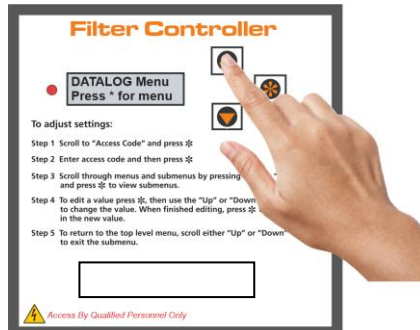 Filter Controller
DATALOG Menu
Press * for menu
To adjust settings:
Step 1 Scroll to "Access Code" and press ✲
Step 2 Enter access code and then press ✲
Step 3 Scroll through menus and submenus by pressing
and press ✲ to view submenus.
Step 4 To edit a value press ✲, then use the "Up" or "Down
to change the value. When finished editing, press ✲
in the new value.
Step 5 To return to the top level menu, scroll either "Up" or "Down"
to exit the submenu.
Access By Qualified Personnel Only